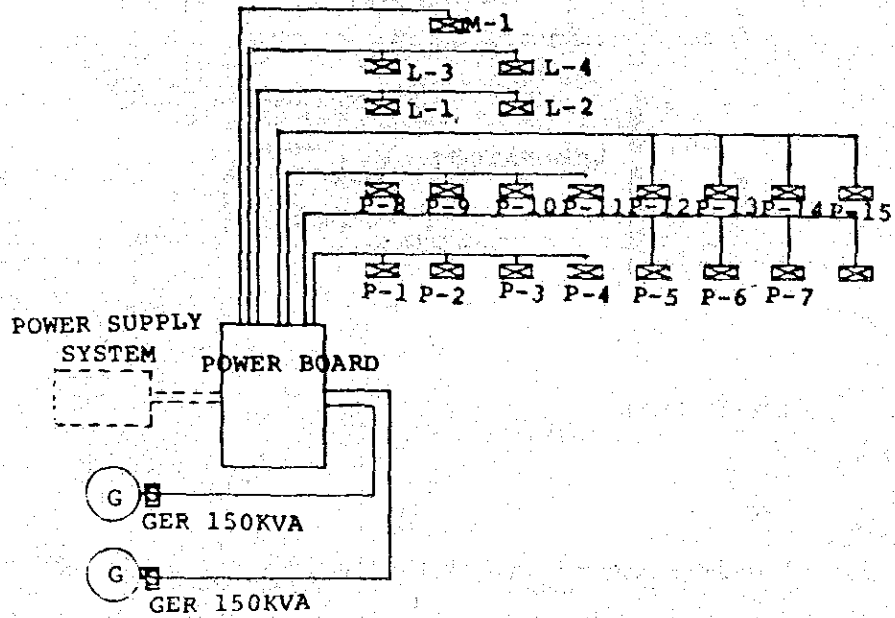 M-1
L-3 L-4
L-1 L-2
P-8 P-9 P-10 P-11 P-12 P-13 P-14 P-15
P-1 P-2 P-3 P-4 P-5 P-6 P-7
POWER SUPPLY
SYSTEM
POWER BOARD
G S
GER 150KVA
G S
GER 150KVA